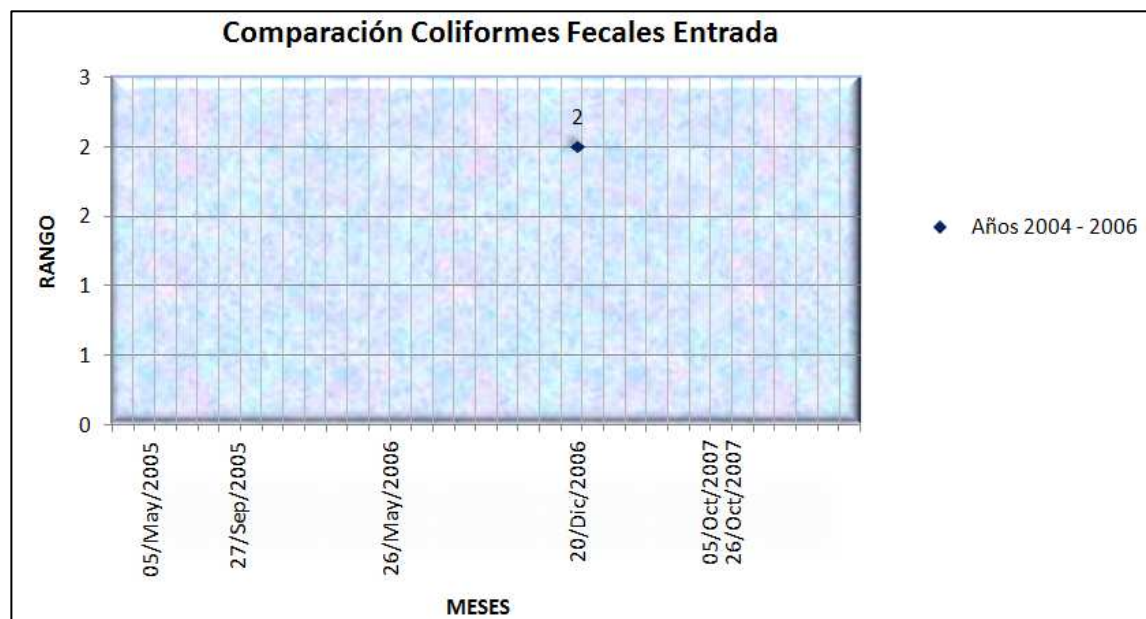 Comparación Coliformes Fecales Entrada
3
2
2
1
1
0
RANGO
2
05/May/2005
27/Sep/2005
26/May/2006
20/Dic/2006
05/Oct/2007
26/Oct/2007
MESES
Años 2004 - 2006